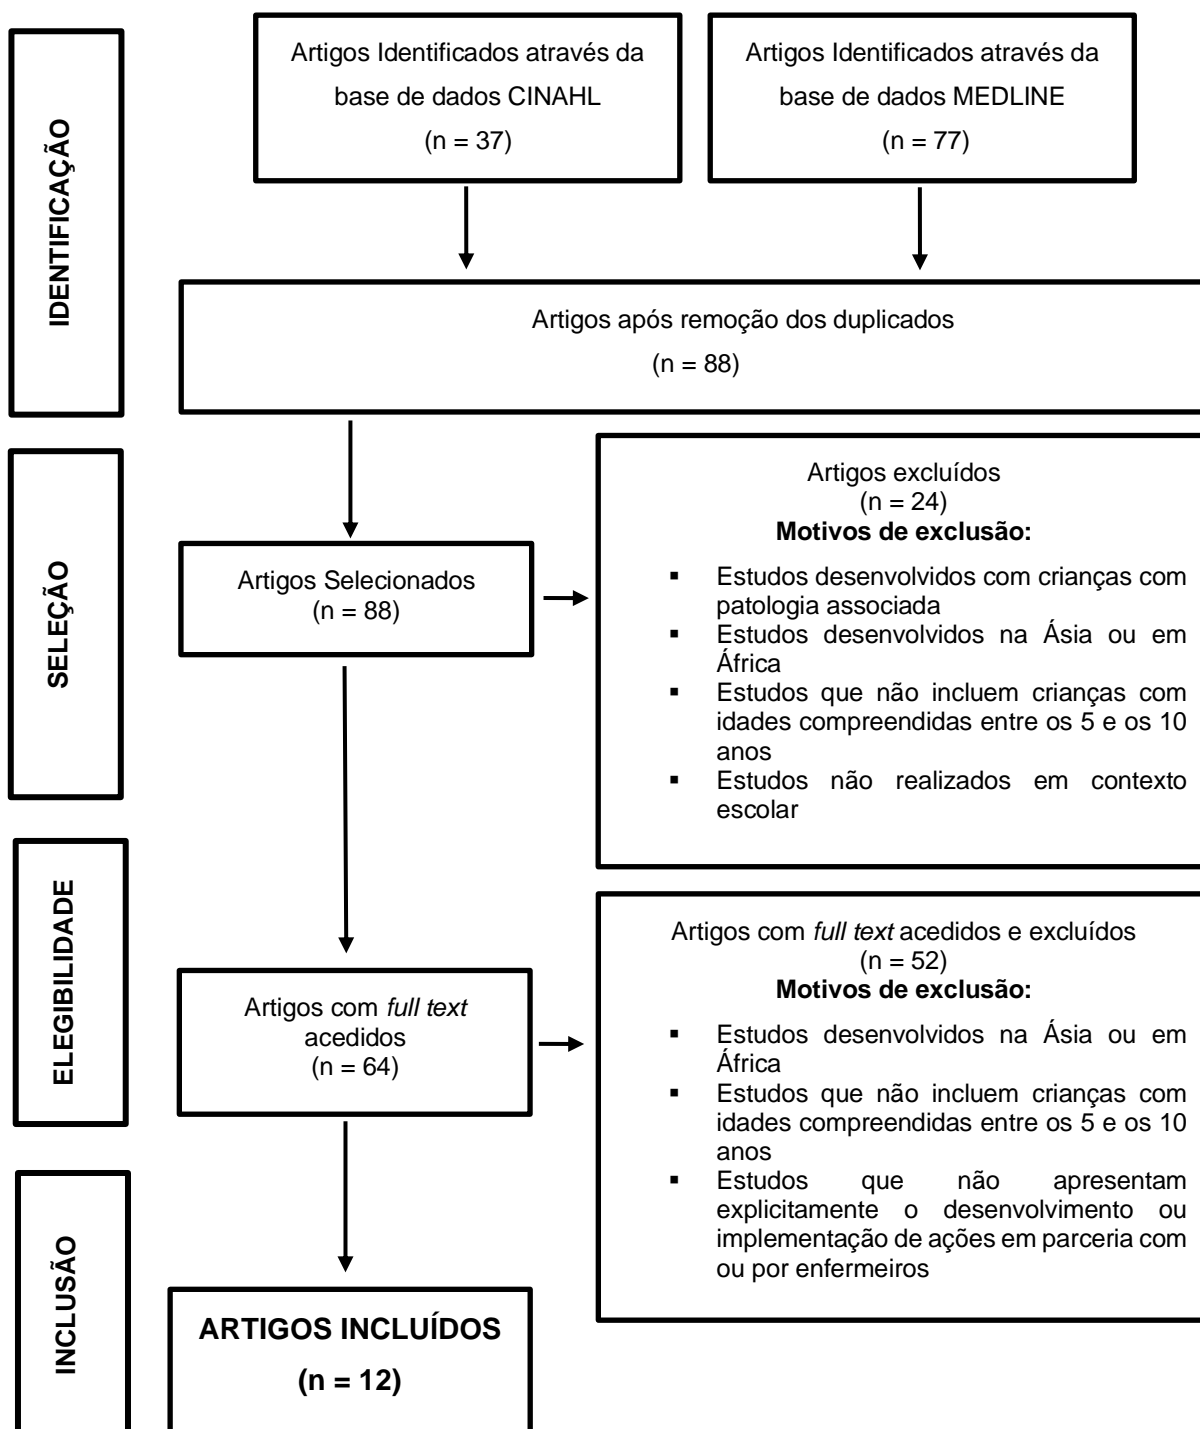 IDENTIFICAÇÃO
Artigos Identificados através da
base de dados CINAHL
(n = 37)
Artigos Identificados através da
base de dados MEDLINE
(n = 77)
Artigos após remoção dos duplicados
(n = 88)
SELEÇÃO
Artigos Selecionados
(n = 88)
Artigos excluídos
(n = 24)
Motivos de exclusão:
▪ Estudos desenvolvidos com crianças com
patologia associada
▪ Estudos desenvolvidos na Ásia ou em
África
▪ Estudos que não incluem crianças com
idades compreendidas entre os 5 e os 10
anos
▪ Estudos não realizados em contexto
escolar
ELEGIBILIDADE
Artigos com full text
acedidos
(n = 64)
Artigos com full text acedidos e excluídos
(n = 52)
Motivos de exclusão:
▪ Estudos desenvolvidos na Ásia ou em
África
▪ Estudos que não incluem crianças com
idades compreendidas entre os 5 e os 10
anos
▪ Estudos que não apresentam
explicitamente o desenvolvimento ou
implementação de ações em parceria com
ou por enfermeiros
INCLUSÃO
ARTIGOS INCLUÍDOS
(n = 12)